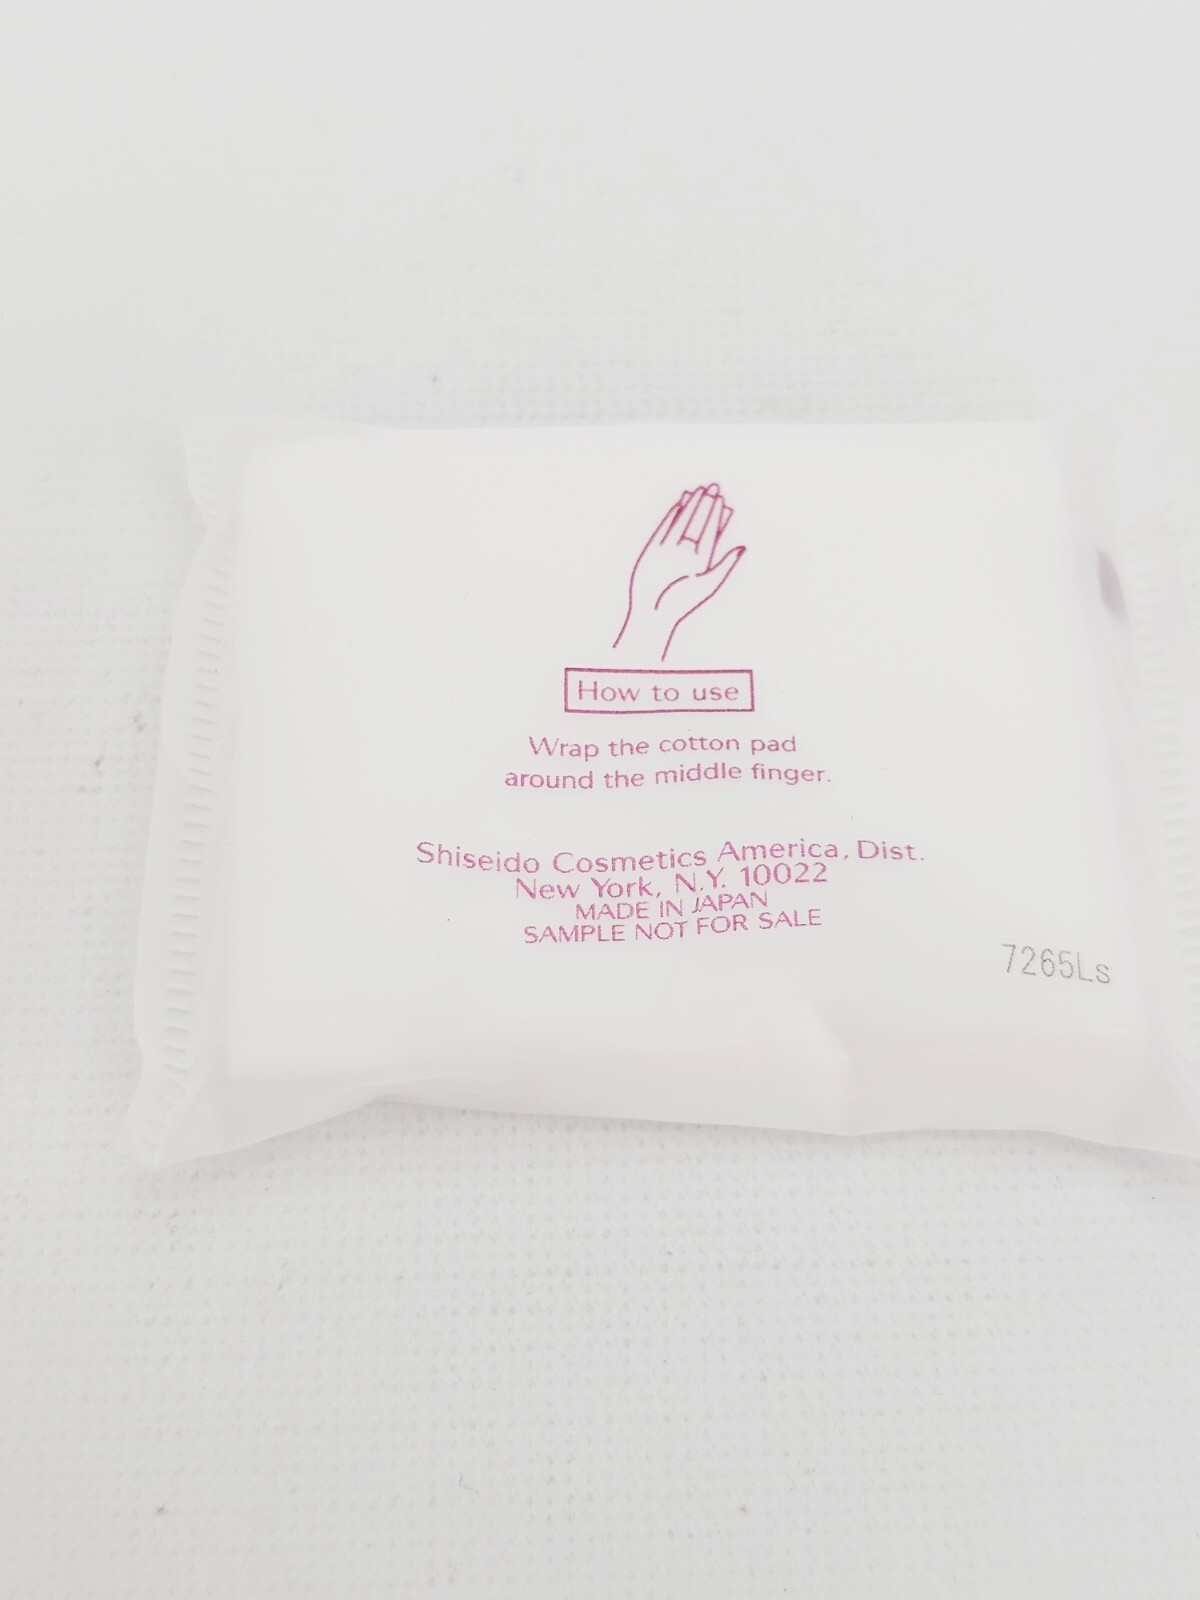 How to use
Wrap the cotton pad
around the middle finger.
Shiseido Cosmetics America, Dist.
New York, N.Y. 10022
MADE IN JAPAN
SAMPLE NOT FOR SALE
7265Ls